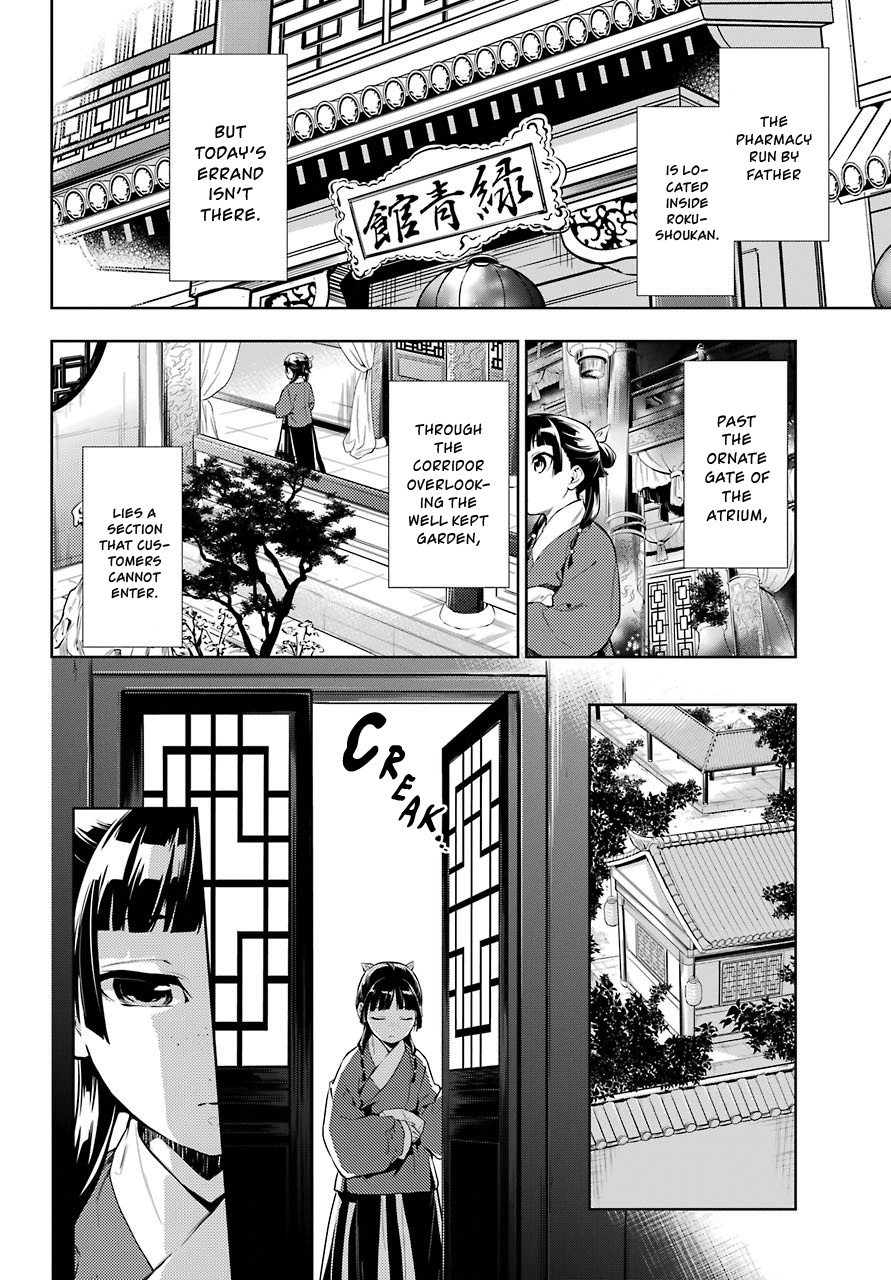 THE
PHARMACY
RUN BY
FATHER
IS LO-
CATED
INSIDE
ROKU-
SHOUKAN.
緑青館
BUT
TODAY'S
ERRAND
ISN'T
THERE.
PAST
THE
ORNATE
GATE OF
THE
ATRIUM,
THROUGH
THE
CORRIDOR
OVERLOOK-
ING THE
WELL KEPT
GARDEN,
LIES A
SECTION
THAT CUS-
TOMERS
CANNOT
ENTER.
CREAK...